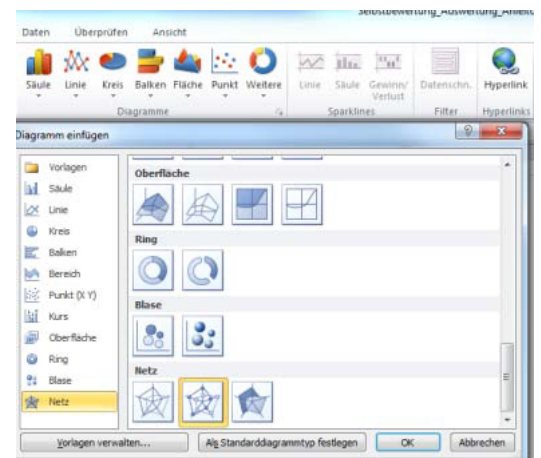 Selbstbewertung_Auswertung_Anleit
Daten Überprüfen Ansicht
Säule Linie Kreis Balken Fläche Punkt Weitere Linie Säule Gewinn/ Verlust Datenschn. Hyperlink
Diagramme Sparklines Filter Hyperlinks
Diagramm einfügen
Vorlagen
Säule
Linie
Kreis
Balken
Bereich
Punkt (X Y)
Kurs
Oberfläche
Ring
Blase
Netz
Oberfläche
Ring
Blase
Netz
Vorlagen verwalten... Als Standarddiagrammtyp festlegen OK Abbrechen